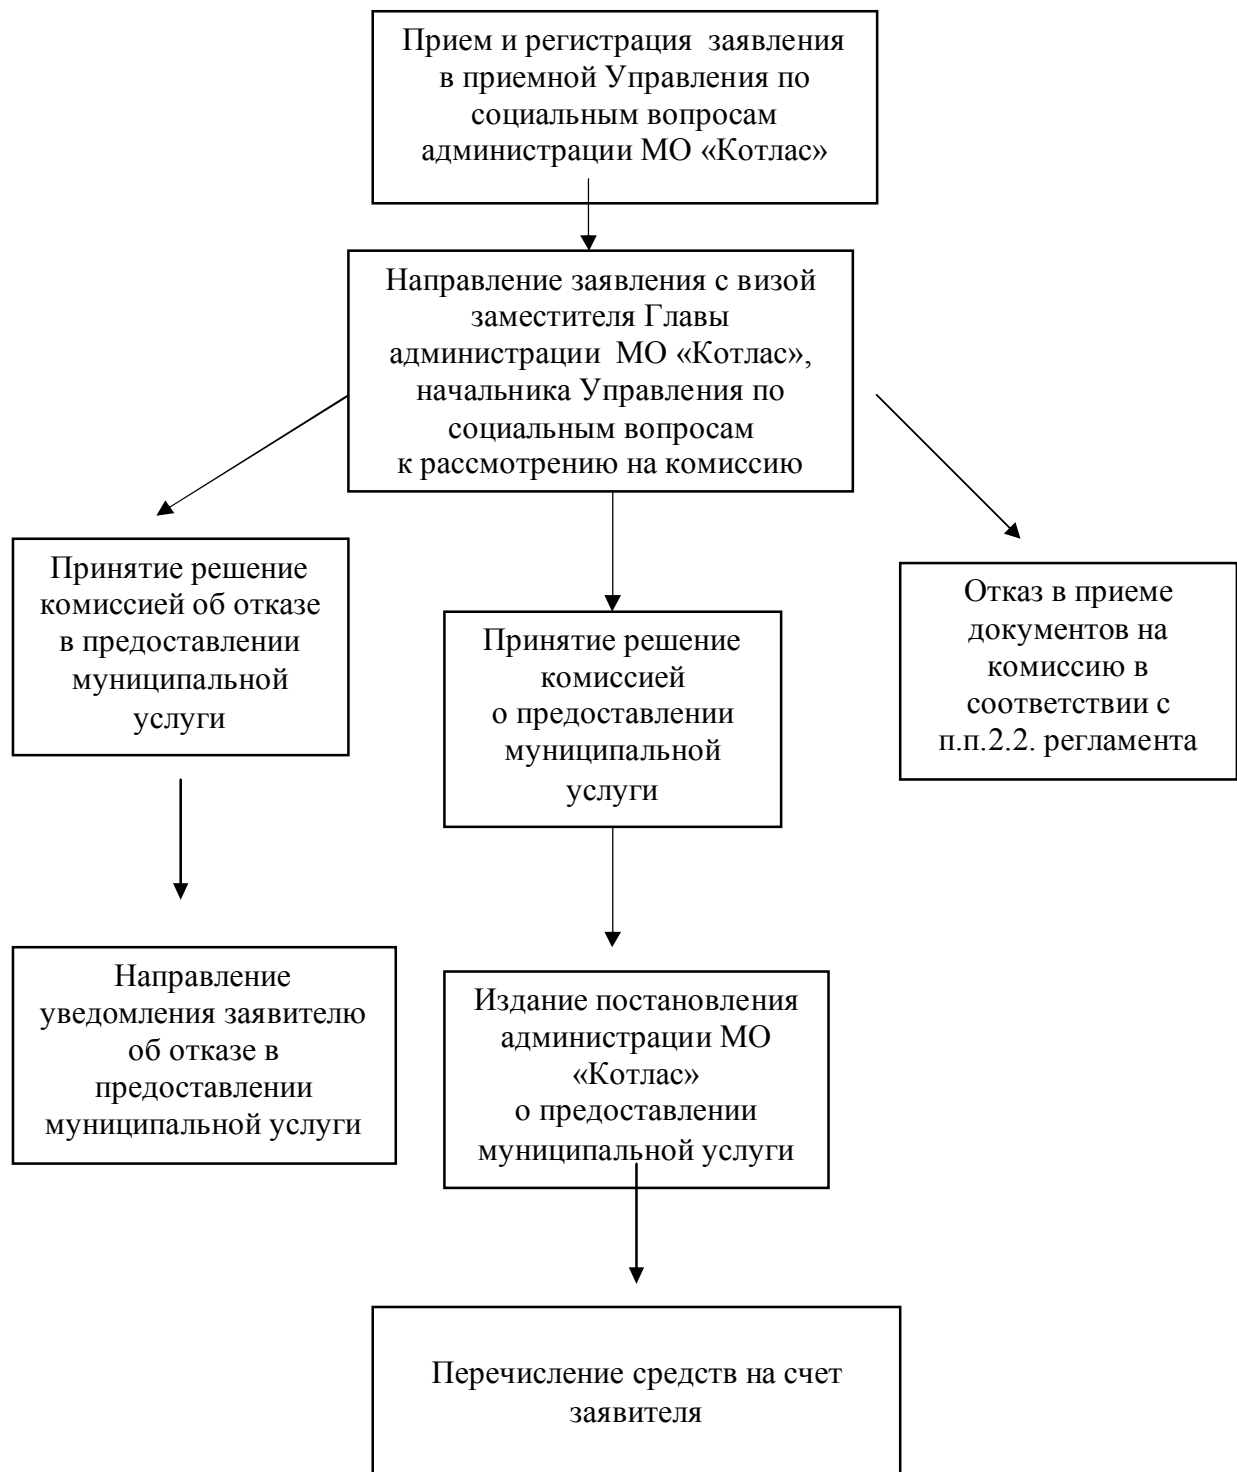 Прием и регистрация заявления
в приемной Управления по
социальным вопросам
администрации МО «Котлас»
Направление заявления с визой
заместителя Главы
администрации МО «Котлас»,
начальника Управления по
социальным вопросам
к рассмотрению на комиссию
Принятие решение
комиссией об отказе
в предоставлении
муниципальной
услуги
Принятие решение
комиссией
о предоставлении
муниципальной
услуги
Отказ в приеме
документов на
комиссию в
соответствии с
п.п.2.2. регламента
Направление
уведомления заявителю
об отказе в
предоставлении
муниципальной услуги
Издание постановления
администрации МО
«Котлас»
о предоставлении
муниципальной услуги
Перечисление средств на счет
заявителя